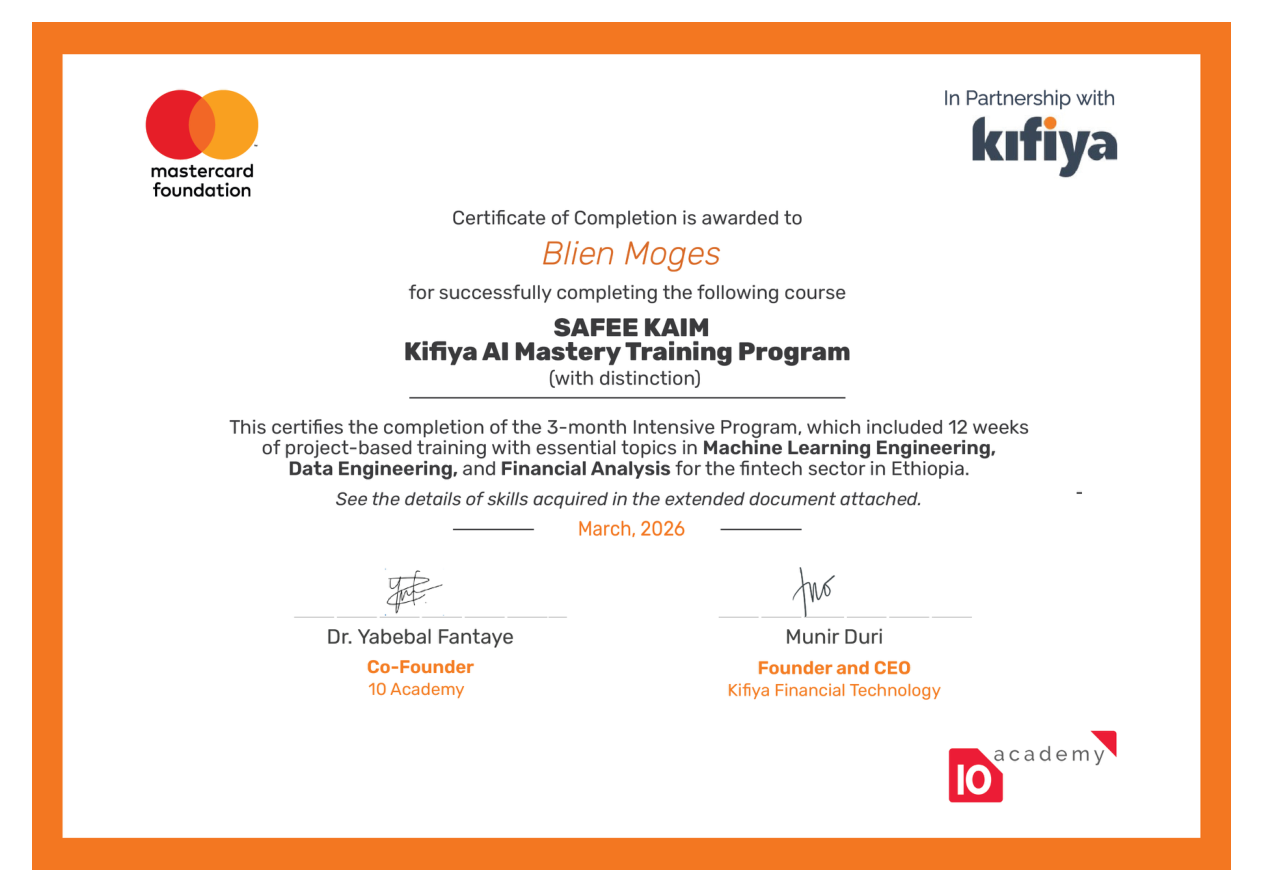 mastercard
foundation
In Partnership with
kifiya
Certificate of Completion is awarded to
Blien Moges
for successfully completing the following course
SAFEE KAIM
Kifiya AI Mastery Training Program
(with distinction)
This certifies the completion of the 3-month Intensive Program, which included 12 weeks
of project-based training with essential topics in Machine Learning Engineering,
Data Engineering, and Financial Analysis for the fintech sector in Ethiopia.
See the details of skills acquired in the extended document attached.
March, 2026
Dr. Yabebal Fantaye
Co-Founder
10 Academy
Munir Duri
Founder and CEO
Kifiya Financial Technology
10 academy